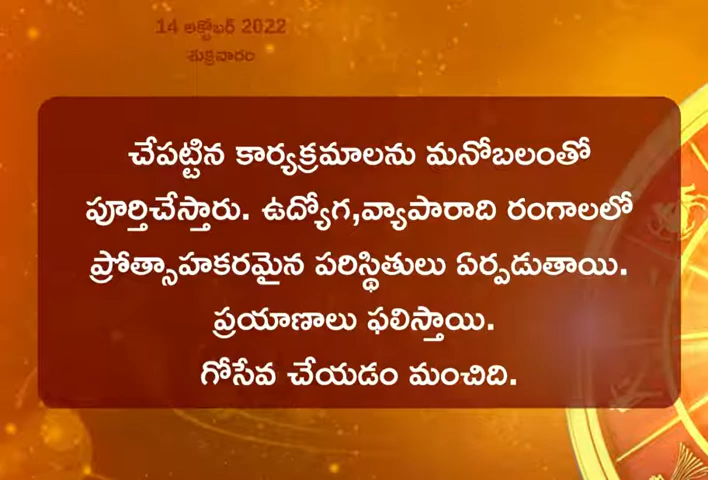 14 అక్టోబర్ 2022
శుక్రవారం
చేపట్టిన కార్యక్రమాలను మనోబలంతో
పూర్తిచేస్తారు. ఉద్యోగ,వ్యాపారాది రంగాలలో
ప్రోత్సాహకరమైన పరిస్థితులు ఏర్పడుతాయి.
ప్రయాణాలు ఫలిస్తాయి.
గోసేవ చేయడం మంచిది.